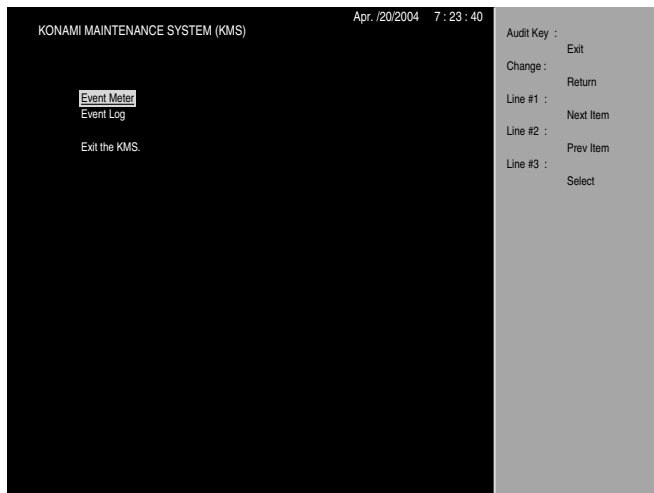 Apr. /20/2004 7 : 23 : 40
KONAMI MAINTENANCE SYSTEM (KMS)
Event Meter
Event Log
Exit the KMS.
Audit Key :
Exit
Change :
Return
Line #1 :
Next Item
Line #2 :
Prev Item
Line #3 :
Select